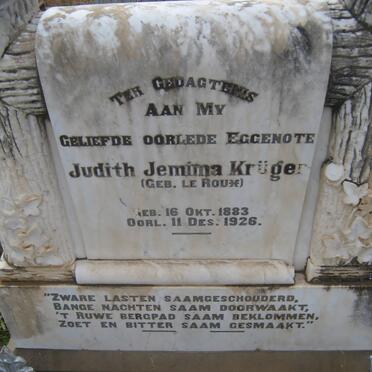 TER GEDAGTENIS
AAN MY
GELIEFDE OORLEDE EGGENOTE
Judith Jemima Krüger
(GEB. LE ROUX)
GEB. 16 OKT. 1883
OORL. 11 DES. 1926.
"ZWARE LASTEN SAAMGESCHOUDERD,
BANGE NACHTEN SAAM DOORWAAKT,
'T RUWE BERGPAD SAAM BEKLOMMEN,
ZOET EN BITTER SAAM GESMAAKT."